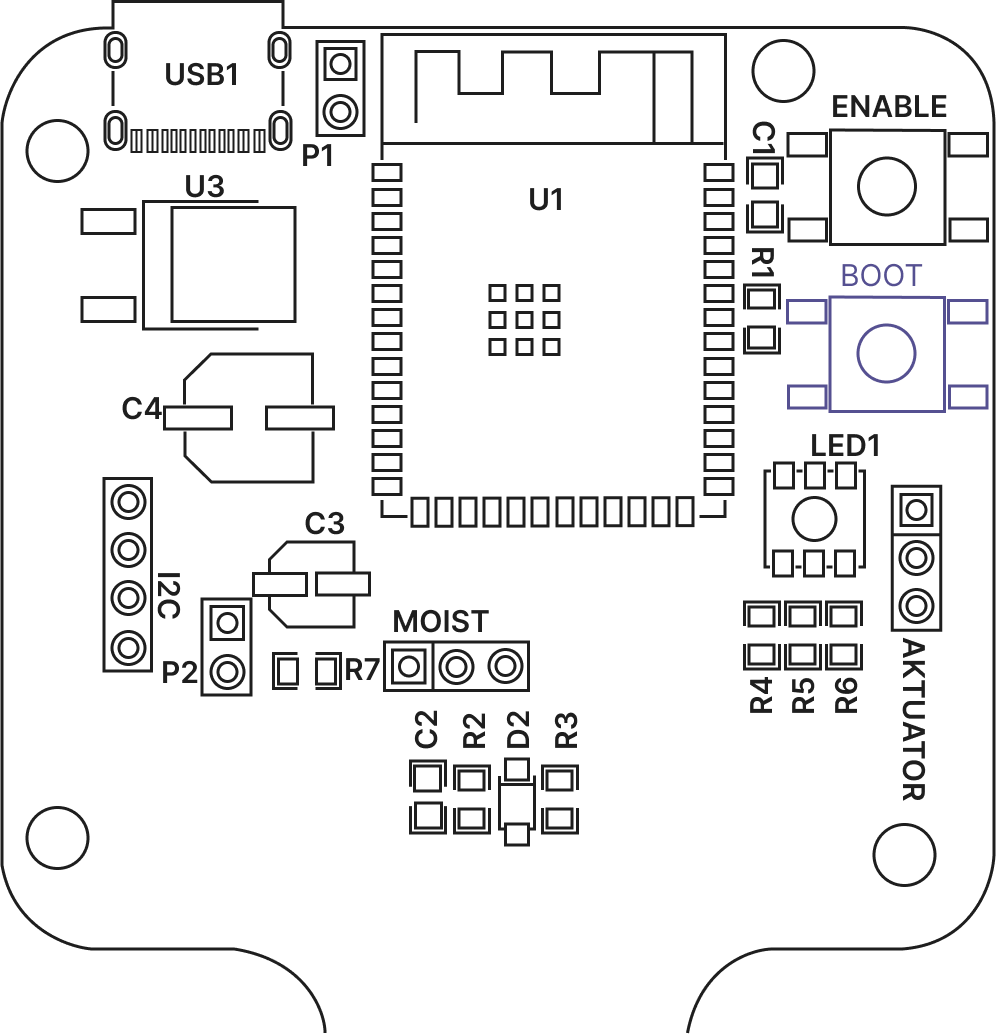 USB1
ENABLE
C1
P1
U3
U1
R1
BOOT
C4
LED1
C3
I2C
MOIST
P2
R7
R4
R5
R6
AKTUATOR
C2
R2
D2
R3